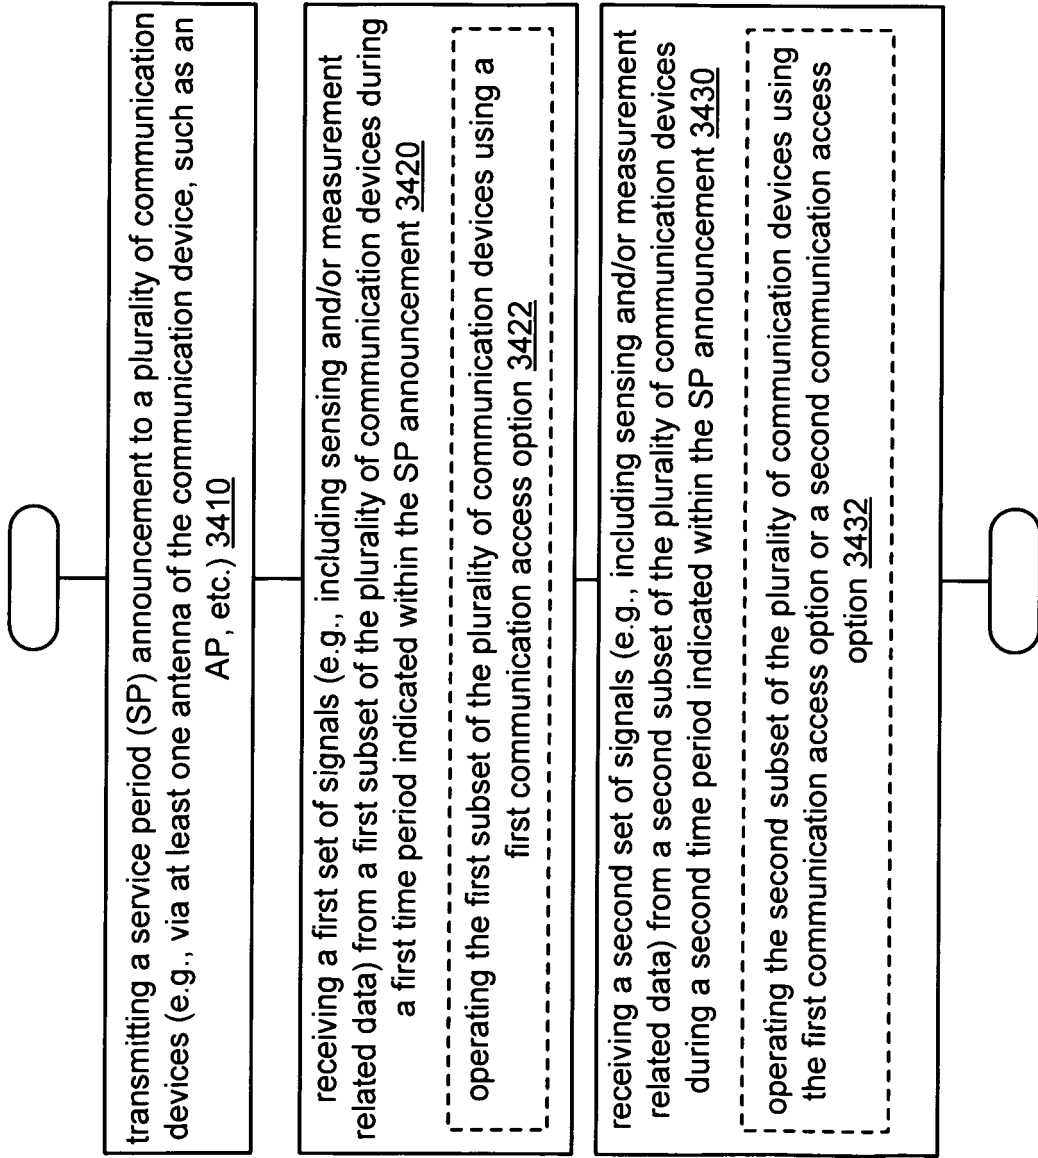 transmitting a service period (SP) announcement to a plurality of communication
devices (e.g., via at least one antenna of the communication device, such as an
AP, etc.) 3410
receiving a first set of signals (e.g., including sensing and/or measurement
related data) from a first subset of the plurality of communication devices during
a first time period indicated within the SP announcement 3420
operating the first subset of the plurality of communication devices using a
first communication access option 3422
receiving a second set of signals (e.g., including sensing and/or measurement
related data) from a second subset of the plurality of communication devices
during a second time period indicated within the SP announcement 3430
operating the second subset of the plurality of communication devices using
the first communication access option or a second communication access
option 3432